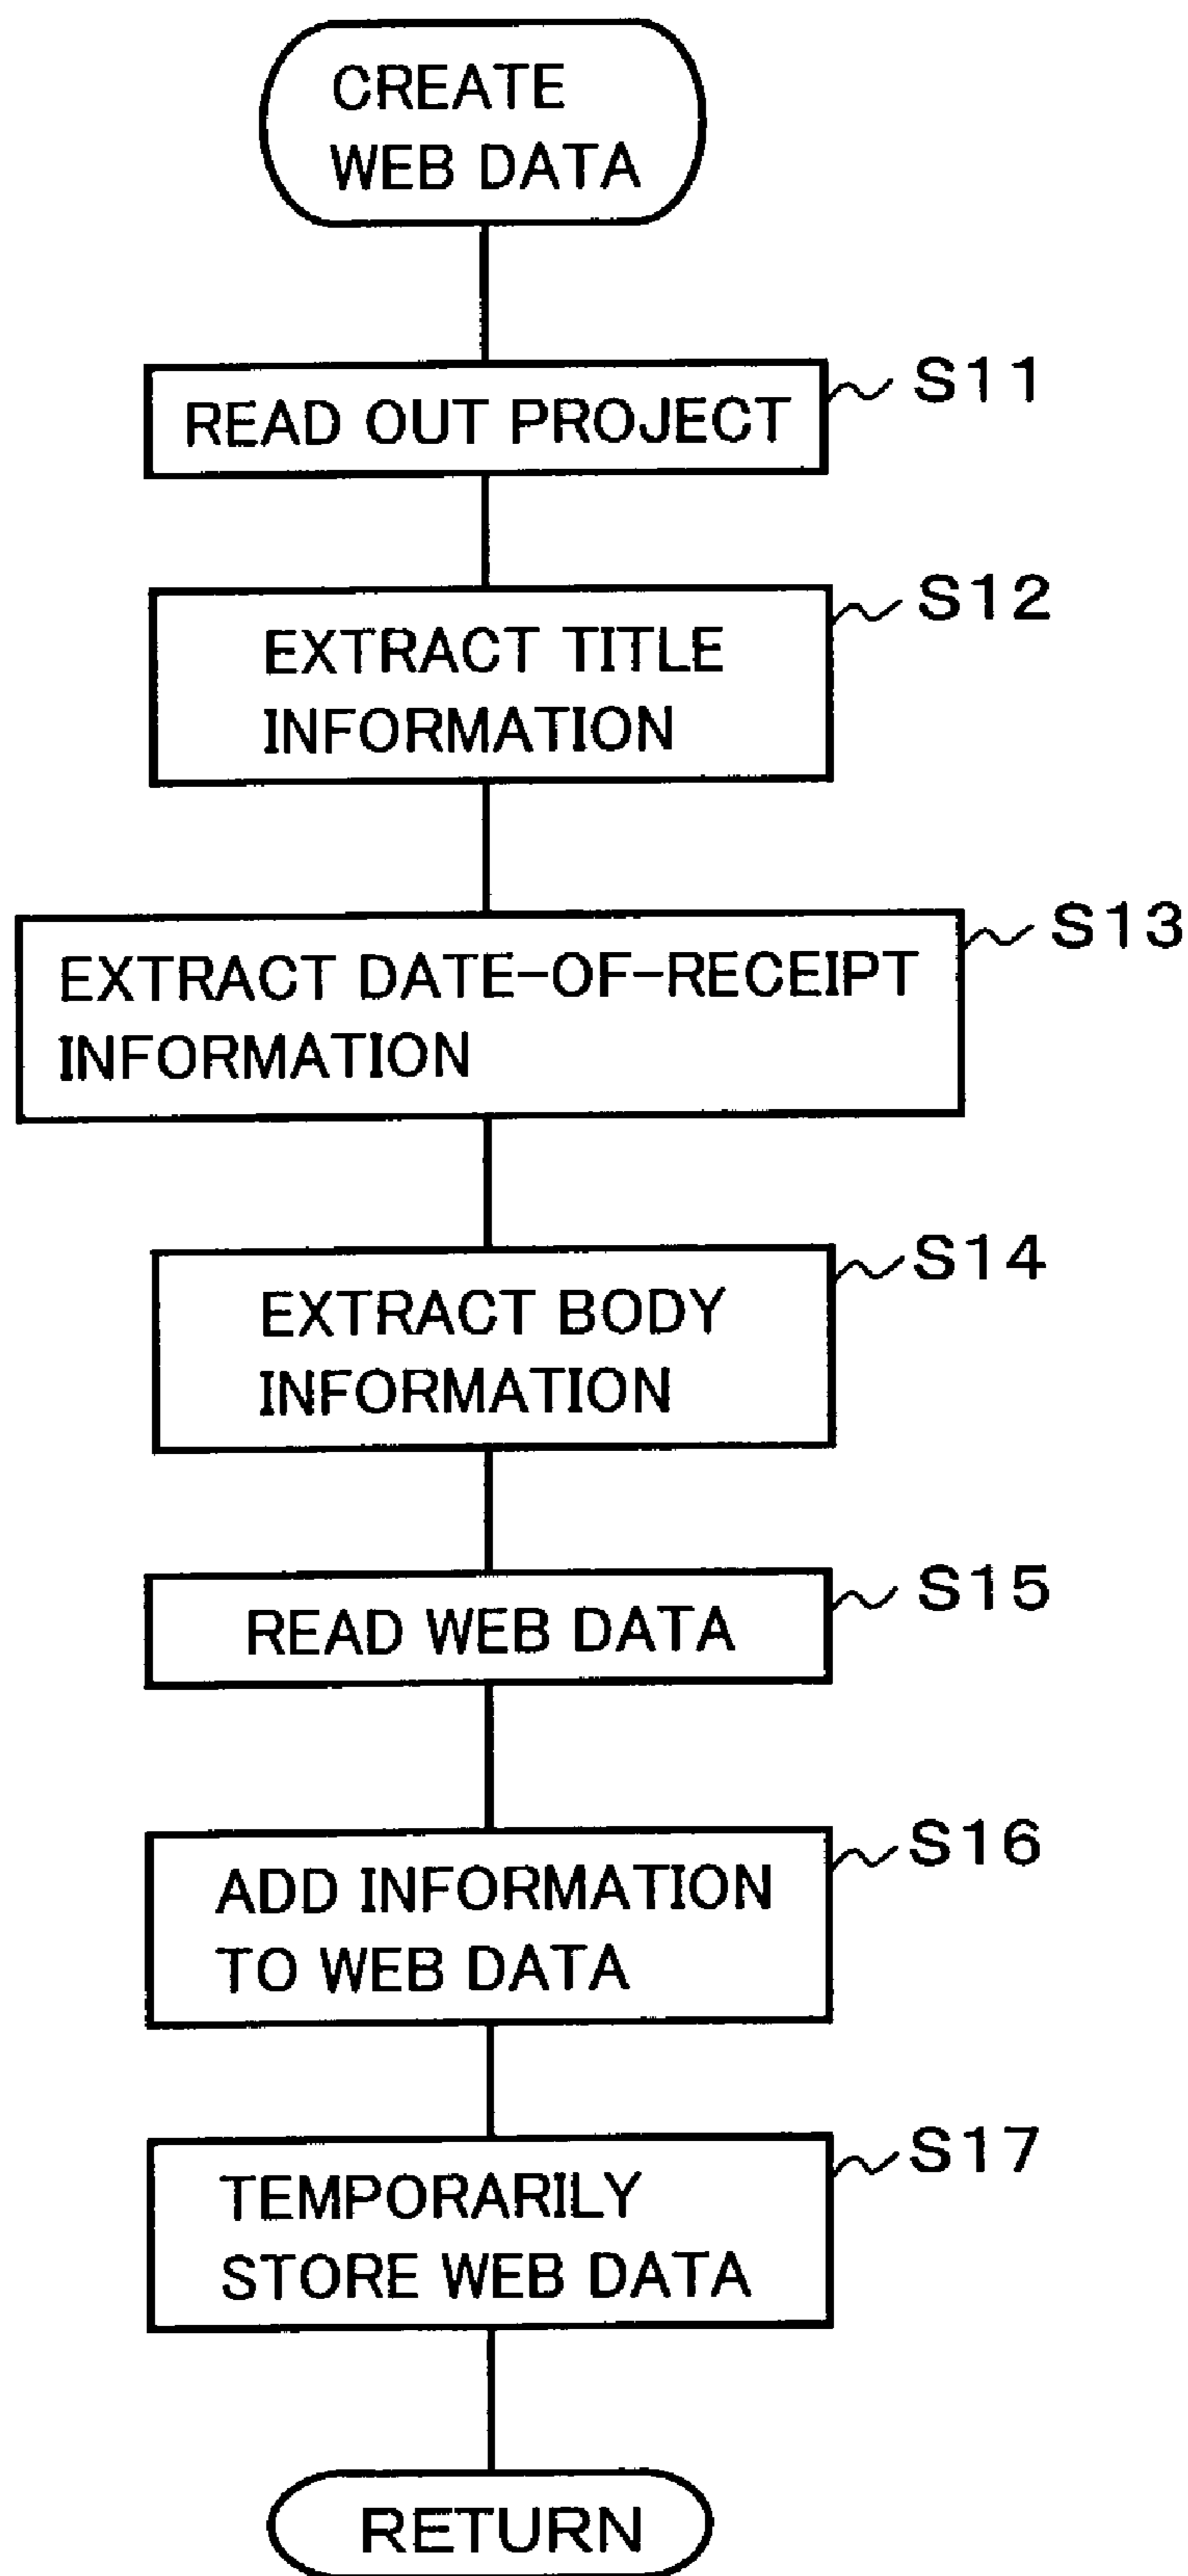 CREATE
WEB DATA
READ OUT PROJECT
S11
EXTRACT TITLE
INFORMATION
S12
EXTRACT DATE-OF-RECEIPT
INFORMATION
S13
EXTRACT BODY
INFORMATION
S14
READ WEB DATA
S15
ADD INFORMATION
TO WEB DATA
S16
TEMPORARILY
STORE WEB DATA
S17
RETURN